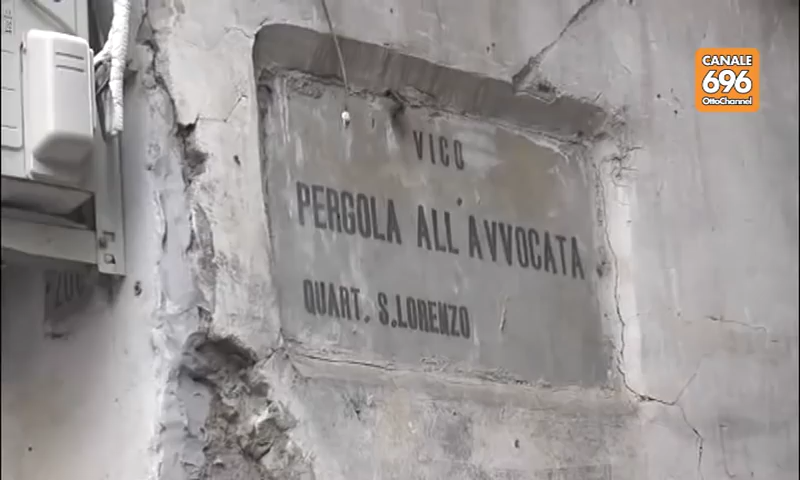 CANALE
696
OttoChannel
VICO
PERGOLA ALL'AVVOCATA
QUART. S. LORENZO